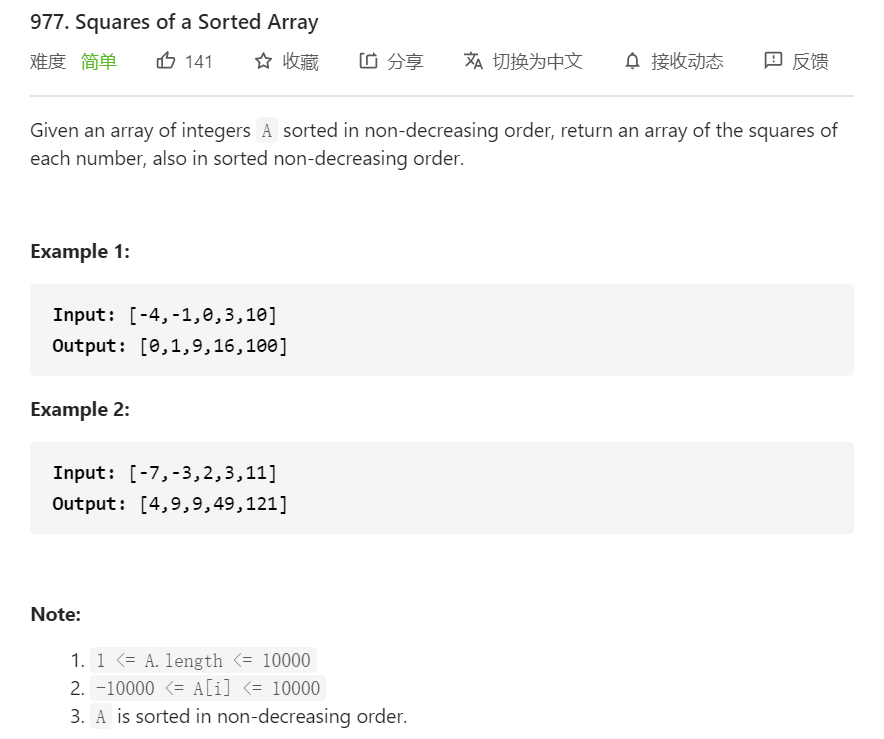 977. Squares of a Sorted Array
难度 简单 141 收藏 分享 切换为中文 接收动态 反馈
Given an array of integers A sorted in non-decreasing order, return an array of the squares of
each number, also in sorted non-decreasing order.
Example 1:
Input: [-4,-1,0,3,10]
Output: [0,1,9,16,100]
Example 2:
Input: [-7,-3,2,3,11]
Output: [4,9,9,49,121]
Note:
1. 1 <= A.length <= 10000
2. -10000 <= A[i] <= 10000
3. A is sorted in non-decreasing order.